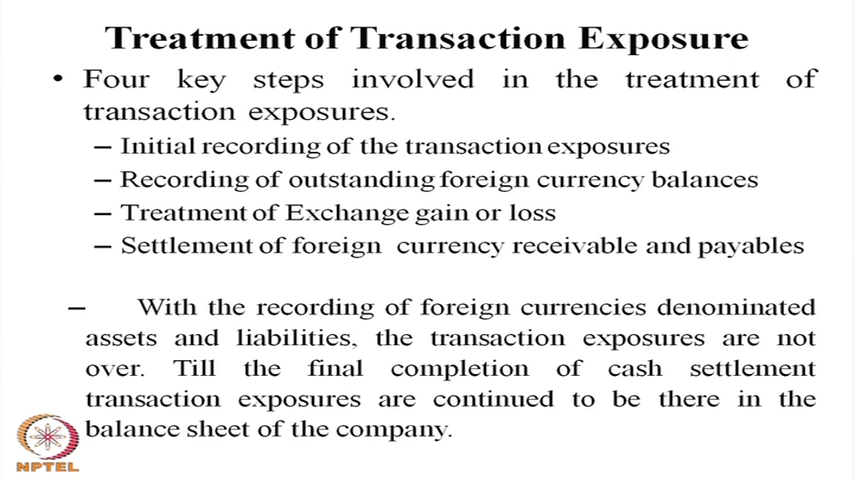 Treatment of Transaction Exposure
• Four key steps involved in the treatment of
transaction exposures.
– Initial recording of the transaction exposures
– Recording of outstanding foreign currency balances
– Treatment of Exchange gain or loss
– Settlement of foreign currency receivable and payables
– With the recording of foreign currencies denominated
assets and liabilities, the transaction exposures are not
over. Till the final completion of cash settlement
transaction exposures are continued to be there in the
balance sheet of the company.
NPTEL